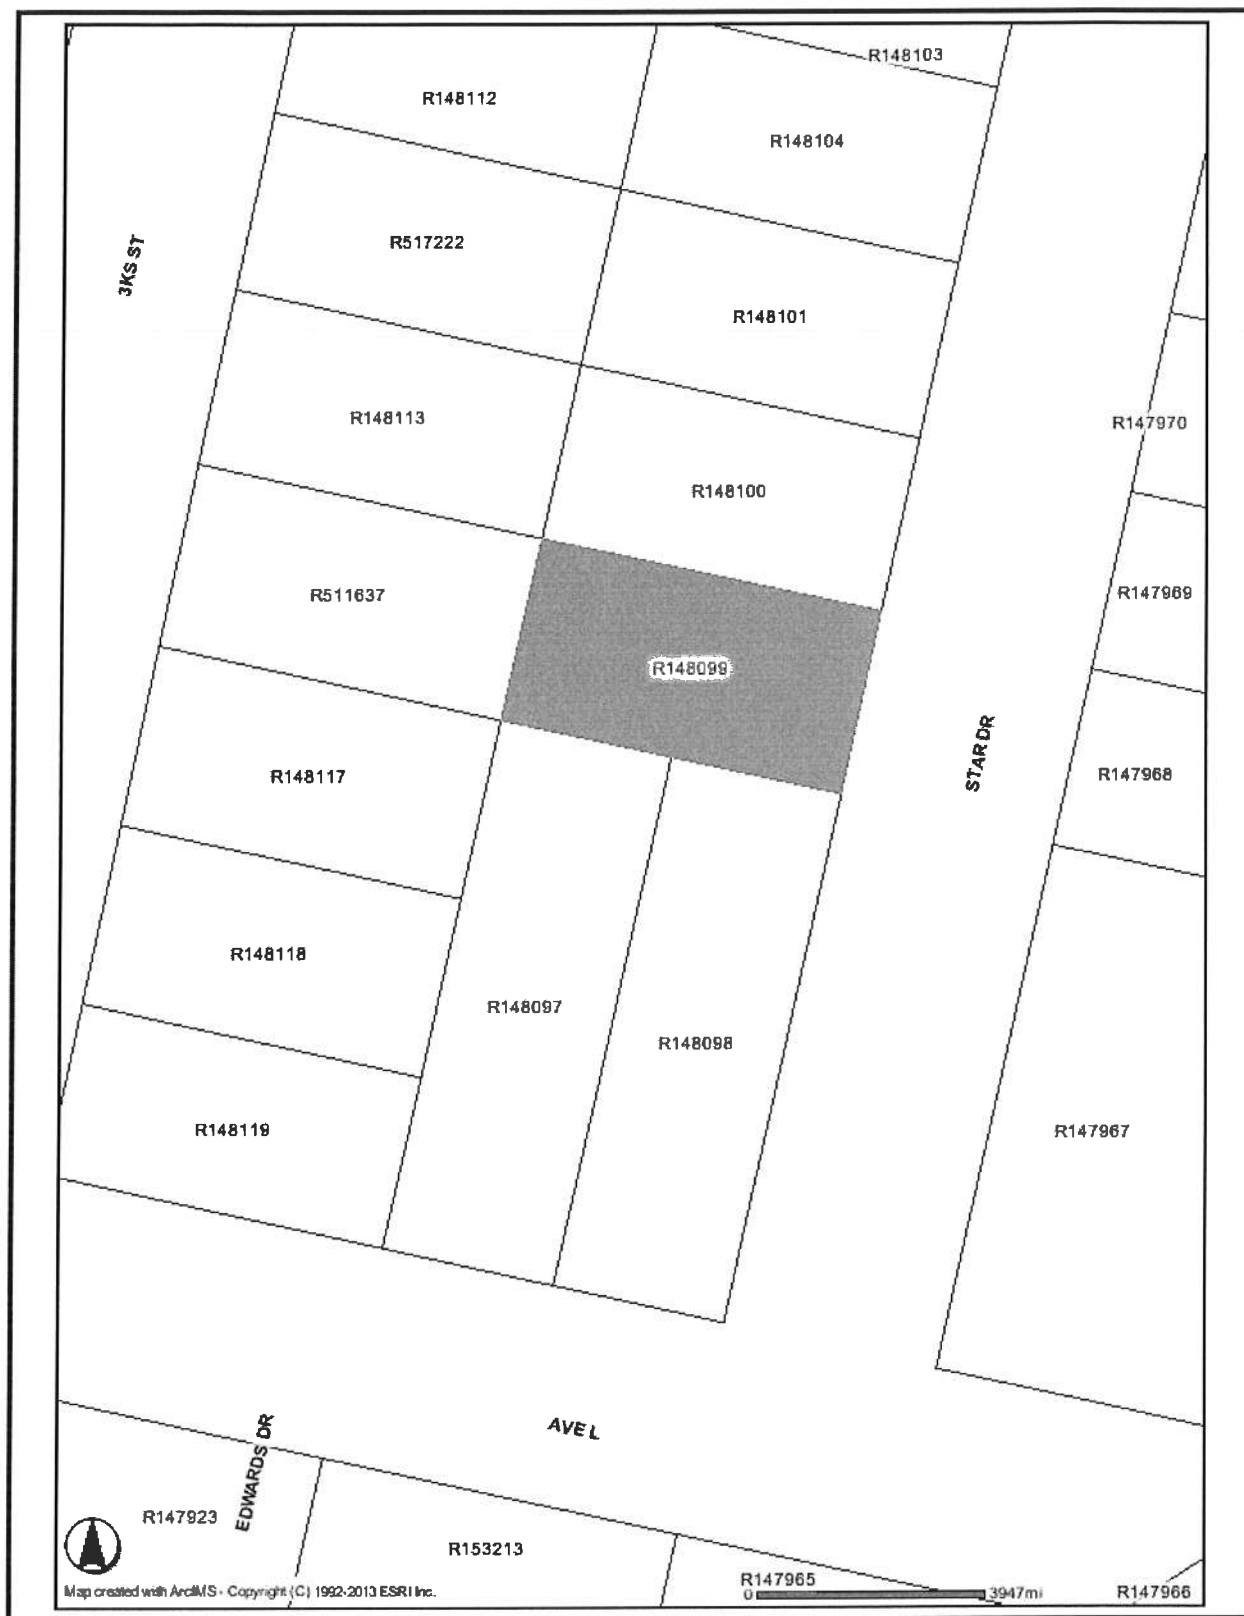 R148103
R148112
R148104
3KS ST
R517222
R148101
R148113
R147970
R148100
R511637
R147969
R148099
STAR DR
R148117
R147968
R148118
R148097
R148098
R148119
R147967
AVE L
EDWARDS DR
R147923
R153213
R147965
0 3947mi
R147966
Map created with ArcIMS - Copyright (C) 1992-2013 ESRI Inc.